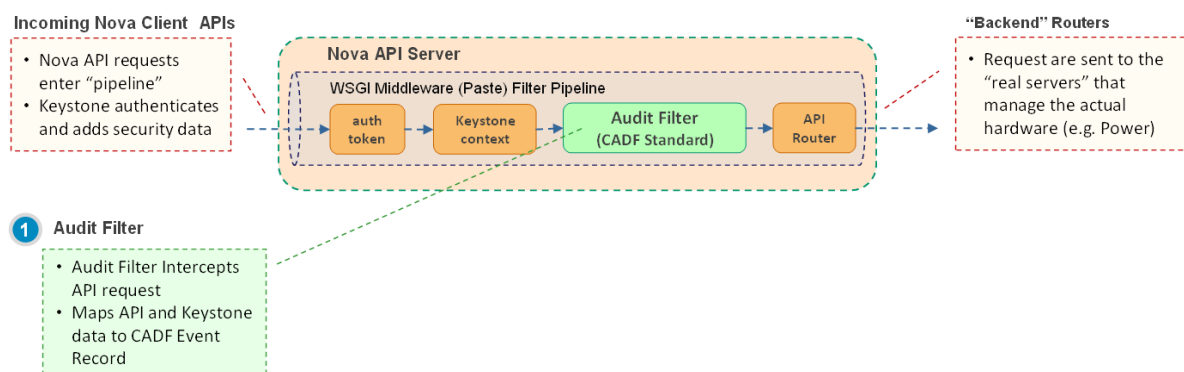 Incoming Nova Client APIs
• Nova API requests
enter “pipeline”
• Keystone authenticates
and adds security data
Nova API Server
WSGI Middleware (Paste) Filter Pipeline
auth
token
Keystone
context
Audit Filter
(CADF Standard)
API
Router
“Backend” Routers
• Request are sent to the
“real servers” that
manage the actual
hardware (e.g. Power)
1
Audit Filter
• Audit Filter Intercepts
API request
• Maps API and Keystone
data to CADF Event
Record